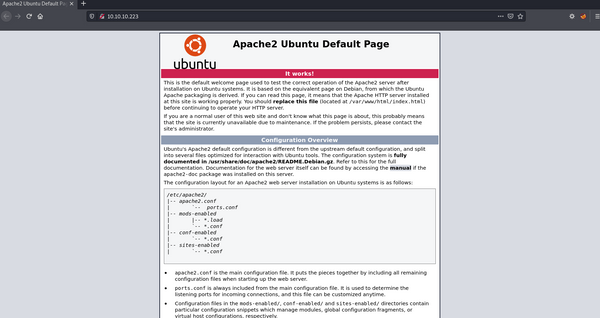 Apache2 Ubuntu Default Pa
10.10.10.223
ubuntu
Apache2 Ubuntu Default Page
It works!
This is the default welcome page used to test the correct operation of the Apache2 server after
installation on Ubuntu systems. It is based on the equivalent page on Debian, from which the Ubuntu
Apache packaging is derived. If you can read this page, it means that the Apache HTTP server installed
at this site is working properly. You should replace this file (located at /var/www/html/index.html)
before continuing to operate your HTTP server.
If you are a normal user of this web site and don't know what this page is about, this probably means
that the site is currently unavailable due to maintenance. If the problem persists, please contact the
site's administrator.
Configuration Overview
Ubuntu's Apache2 default configuration is different from the upstream default configuration, and split
into several files optimized for interaction with Ubuntu tools. The configuration system is fully
documented in /usr/share/doc/apache2/README.Debian.gz. Refer to this for the full
documentation. Documentation for the web server itself can be found by accessing the manual if the
apache2-doc package was installed on this server.
The configuration layout for an Apache2 web server installation on Ubuntu systems is as follows:
/etc/apache2/
|-- apache2.conf
|       `--  ports.conf
|-- mods-enabled
|       |-- *.load
|       `-- *.conf
|-- conf-enabled
|       `-- *.conf
|-- sites-enabled
|       `-- *.conf
• apache2.conf is the main configuration file. It puts the pieces together by including all remaining
configuration files when starting up the web server.
• ports.conf is always included from the main configuration file. It is used to determine the
listening ports for incoming connections, and this file can be customized anytime.
• Configuration files in the mods-enabled/, conf-enabled/ and sites-enabled/ directories contain
particular configuration snippets which manage modules, global configuration fragments, or
virtual host configurations, respectively.